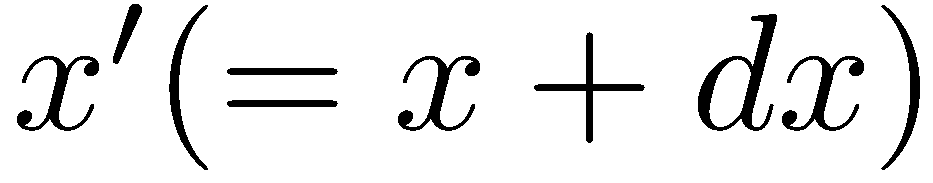 x′(= x + dx)